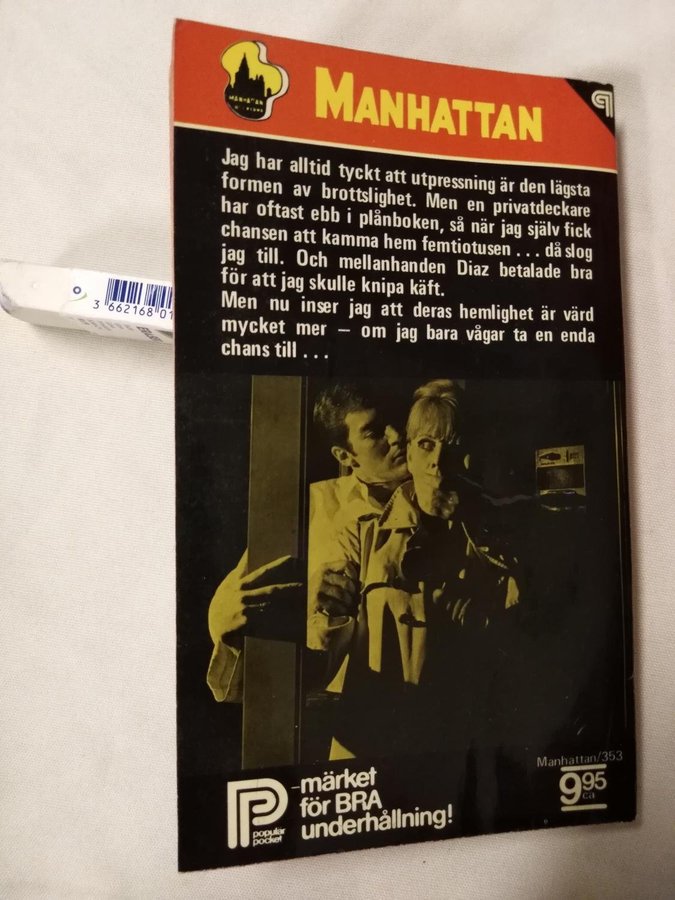 MANHATTAN
MANHATTAN
Jag har alltid tyckt att utpressning är den lägsta
formen av brottslighet. Men en privatdeckare
har oftast ebb i plånboken, så när jag själv fick
chansen att kamma hem femtiotusen . . . då slog
jag till. Och mellanhanden Diaz betalade bra
för att jag skulle knipa käft.
Men nu inser jag att deras hemlighet är värd
mycket mer – om jag bara vågar ta en enda
chans till . . .
3 662168 01
Manhattan/353
9.95
ca
P
popular
pocket
-märket
för BRA
underhållning!